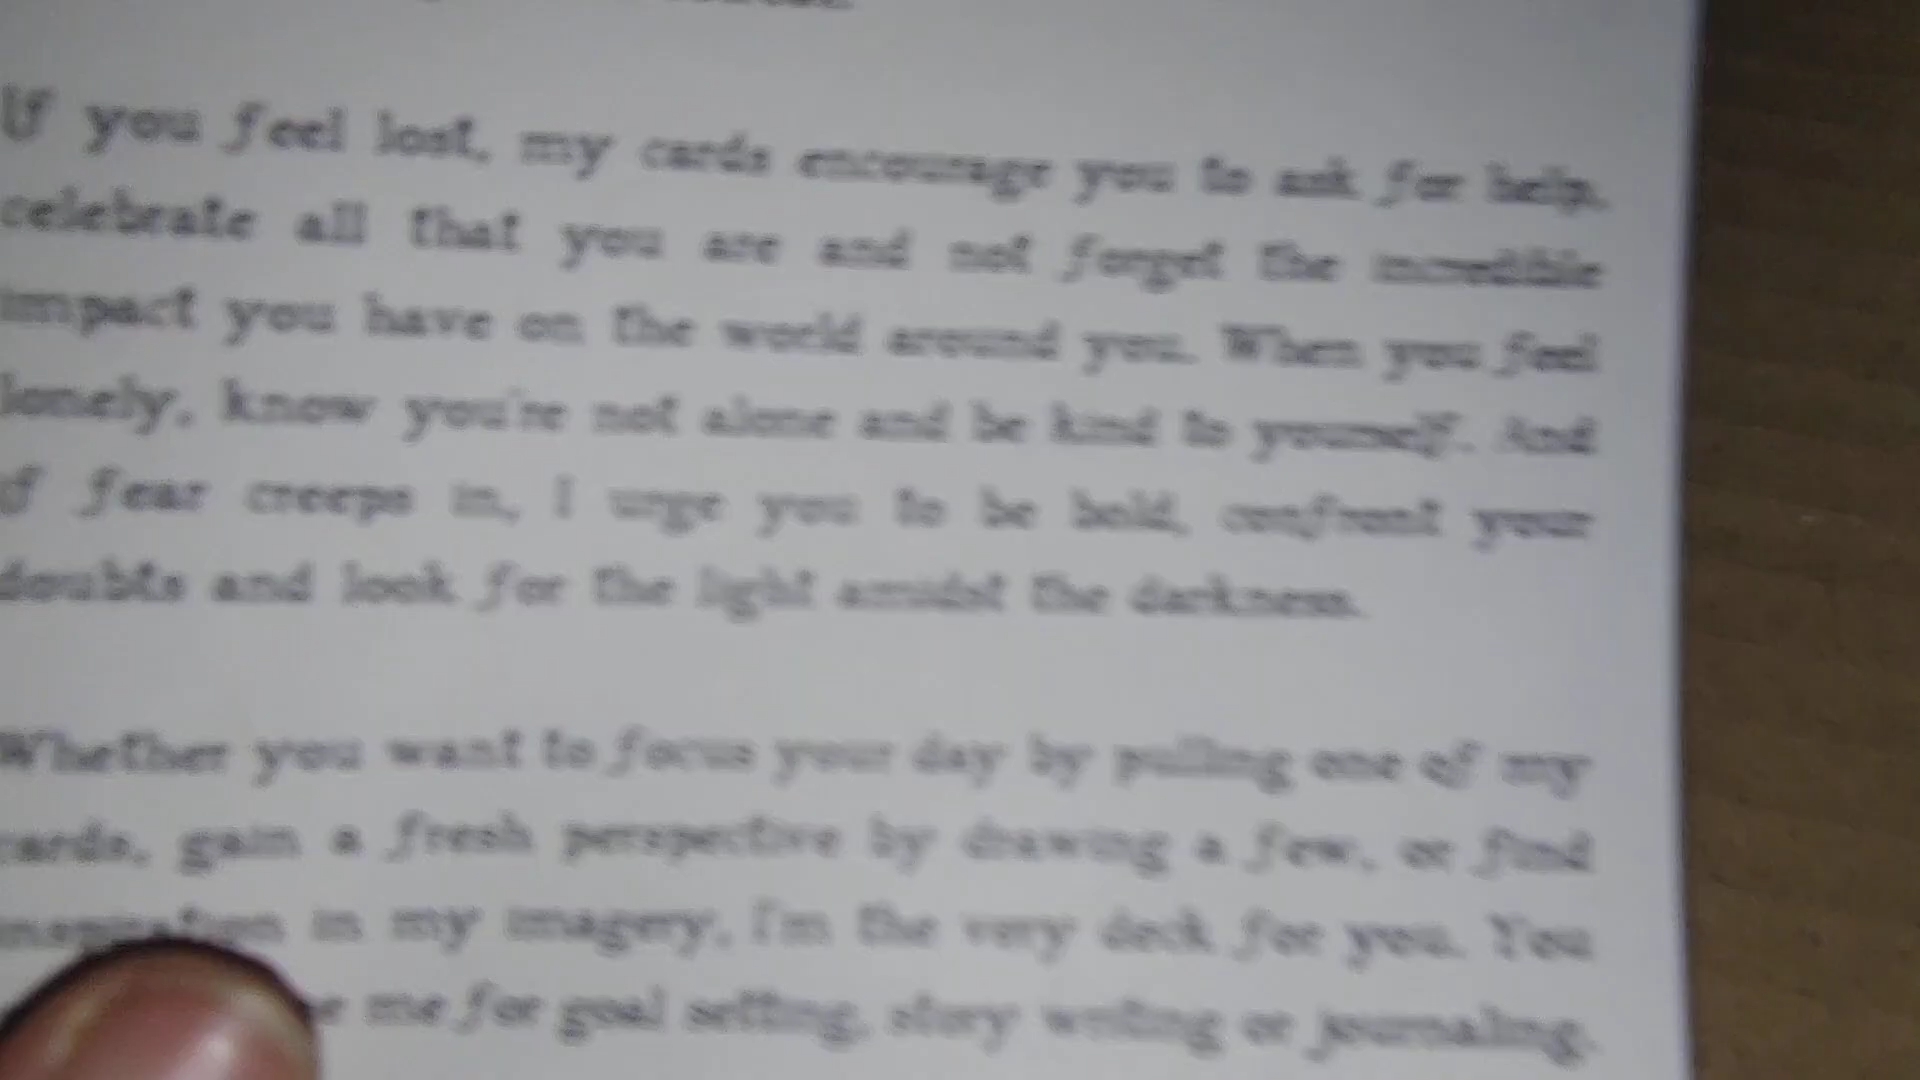 If you feel lost, my cards encourage you to ask for help,
celebrate all that you are and not forget the incredible
impact you have on the world around you. When you feel
lonely, know you're not alone and be kind to yourself. And
if fear creeps in, I urge you to be bold, confront your
doubts and look for the light amidst the darkness.
Whether you want to focus your day by pulling one of my
cards, gain a fresh perspective by drawing a few, or find
inspiration in my imagery, I'm the very deck for you. You
me for goal setting, story writing or journaling.